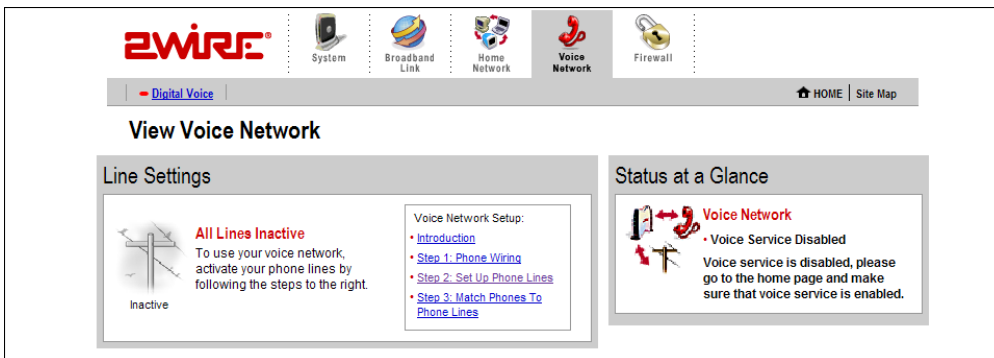 2WIRE®
System
Broadband Link
Home Network
Voice Network
Firewall
Digital Voice
HOME | Site Map
View Voice Network
Line Settings
Inactive
All Lines Inactive
To use your voice network,
activate your phone lines by
following the steps to the right.
Voice Network Setup:
• Introduction
• Step 1: Phone Wiring
• Step 2: Set Up Phone Lines
• Step 3: Match Phones To
Phone Lines
Status at a Glance
Voice Network
• Voice Service Disabled
Voice service is disabled, please
go to the home page and make
sure that voice service is enabled.